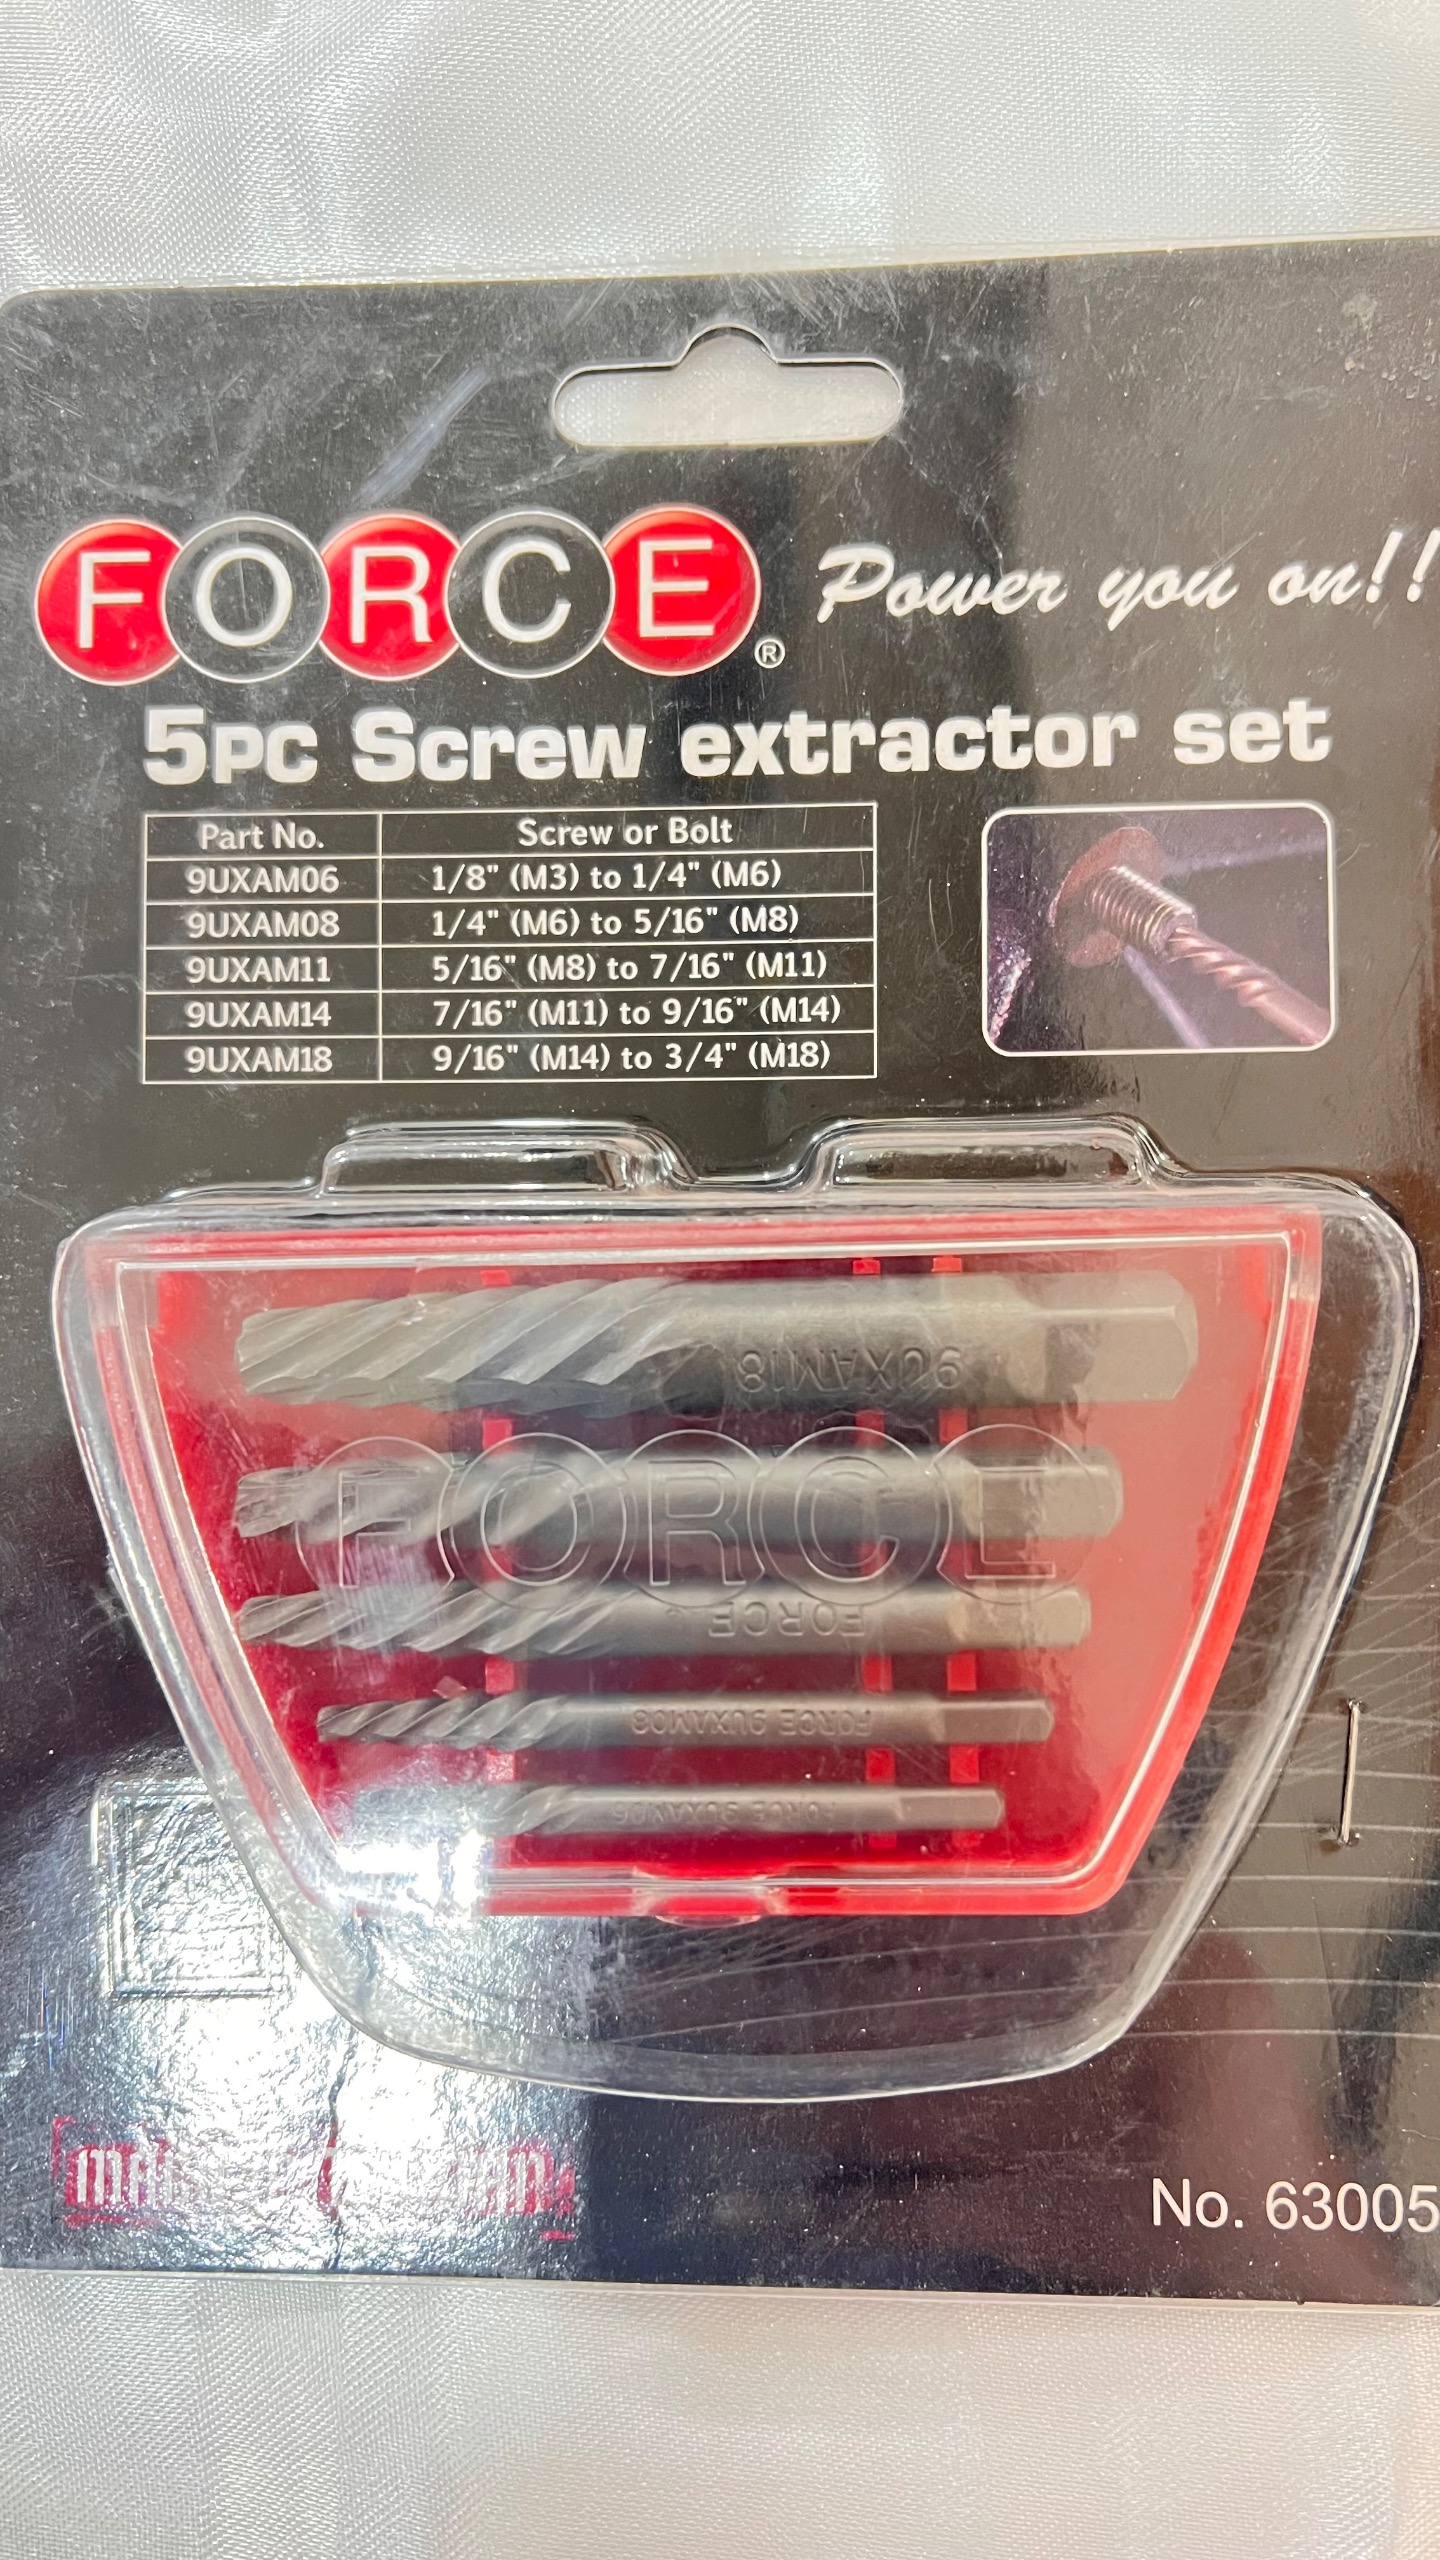 FORCE® Power you on!!
5PC Screw extractor set
Part No. Screw or Bolt
9UXAM06 1/8" (M3) to 1/4" (M6)
9UXAM08 1/4" (M6) to 5/16" (M8)
9UXAM11 5/16" (M8) to 7/16" (M11)
9UXAM14 7/16" (M11) to 9/16" (M14)
9UXAM18 9/16" (M14) to 3/4" (M18)
9UXAM18
FORCE
FORCE
FORCE 9UXAM08
FORCE 9UXAM06
No. 63005